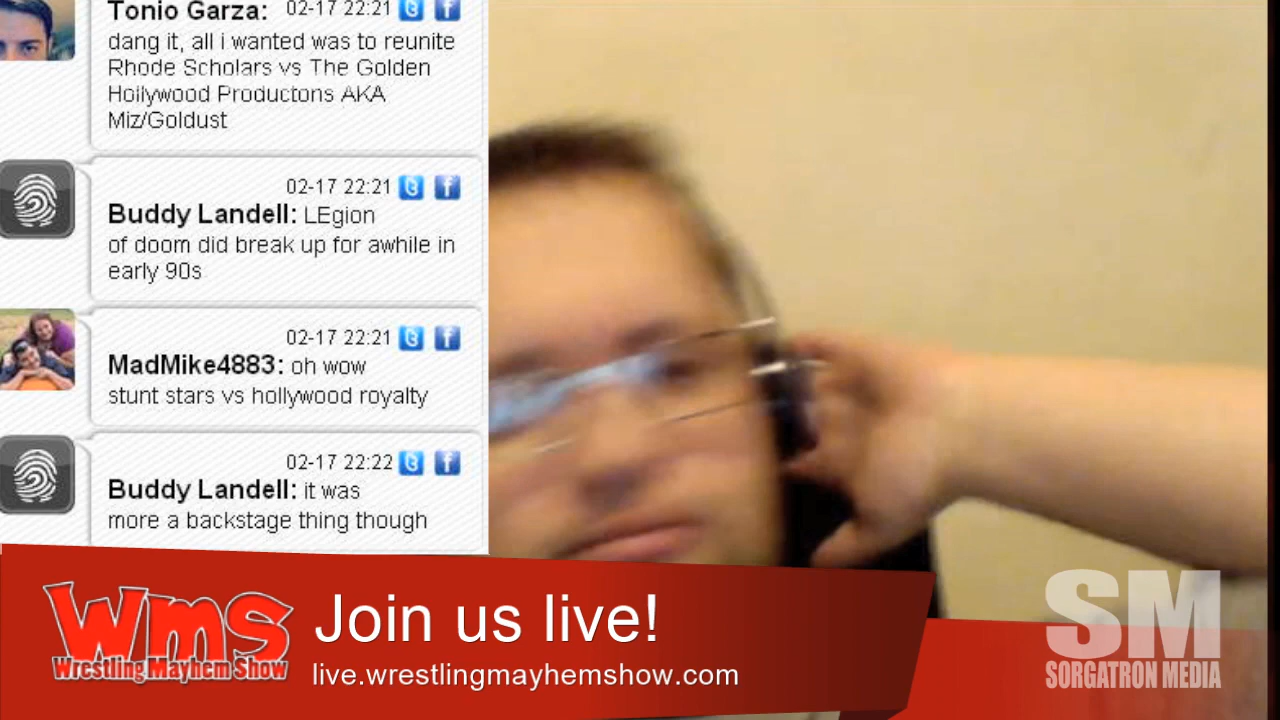 Tonio Garza: 02-17 22:21
dang it, all i wanted was to reunite
Rhode Scholars vs The Golden
Hollywood Productons AKA
Miz/Goldust
02-17 22:21
Buddy Landell: LEgion
of doom did break up for awhile in
early 90s
02-17 22:21
MadMike4883: oh wow
stunt stars vs hollywood royalty
02-17 22:22
Buddy Landell: it was
more a backstage thing though
WMS
Wrestling Mayhem Show
Join us live!
live.wrestlingmayhemshow.com
SM
SORGATRON MEDIA